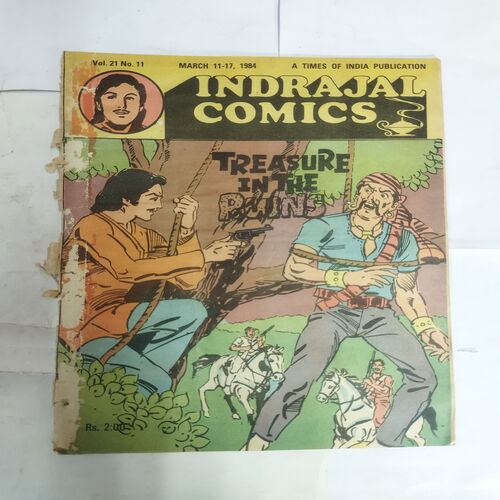 Vol. 21 No. 11 MARCH 11-17, 1984 A TIMES OF INDIA PUBLICATION
INDRAJAL
COMICS
TREASURE
IN THE
RUINS
Rs. 2.00